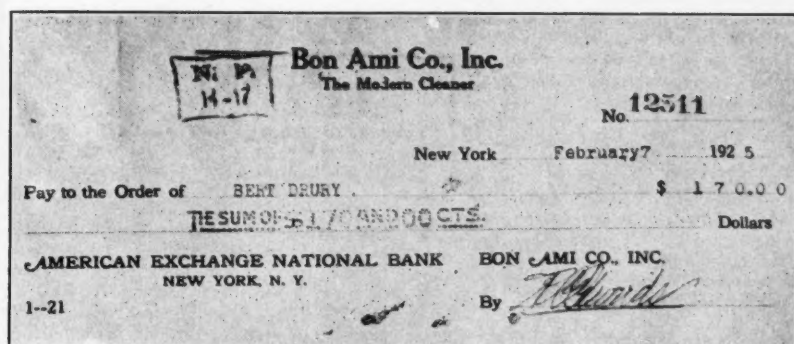 Bon Ami Co., Inc.
The Modern Cleaner
N. P.
14-17
No. 12511
New York February 7 1925
Pay to the Order of BERT DRURY. $ 170.00
THE SUM OF $170 AND 00 CTS. Dollars
AMERICAN EXCHANGE NATIONAL BANK
NEW YORK, N. Y.
1--21
BON AMI CO., INC.
By